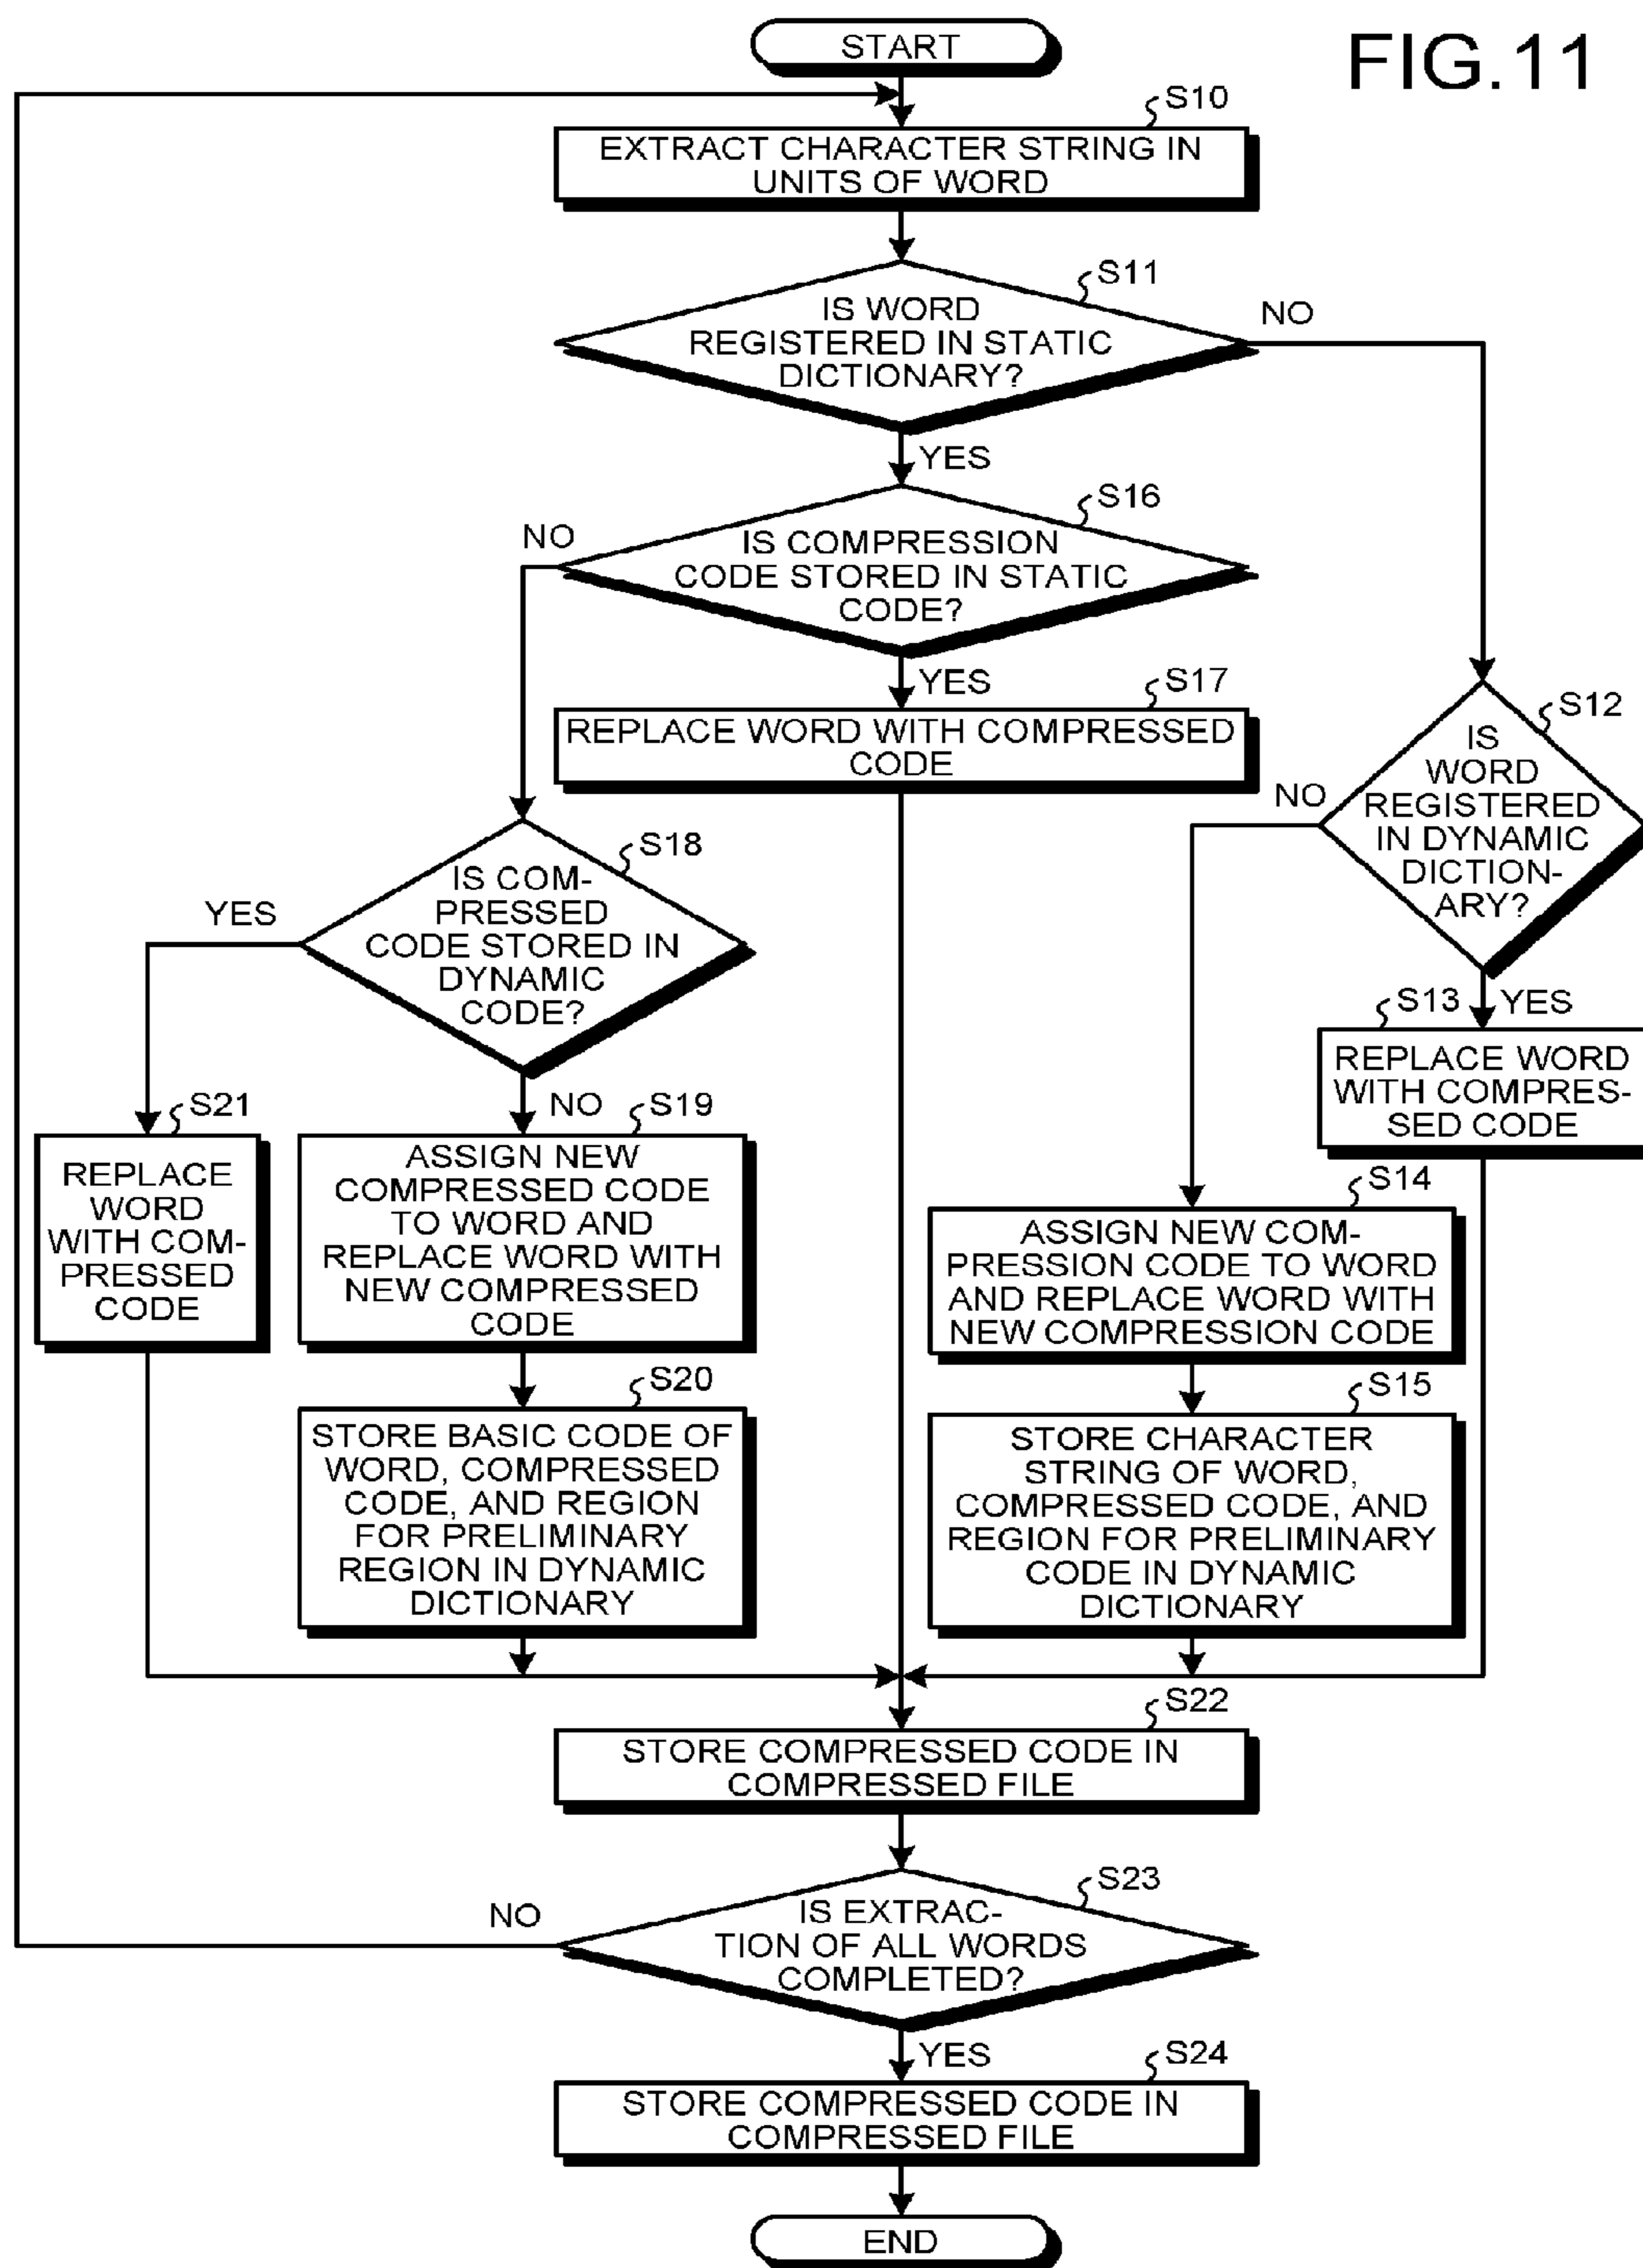 FIG.11
START
S10
EXTRACT CHARACTER STRING IN
UNITS OF WORD
S11
IS WORD
REGISTERED IN STATIC
DICTIONARY?
NO
YES
S16
IS COMPRESSION
CODE STORED IN STATIC
CODE?
NO
YES
S17
REPLACE WORD WITH COMPRESSED
CODE
S12
IS
WORD
REGISTERED
IN DYNAMIC
DICTION-
ARY?
NO
YES
S18
IS COM-
PRESSED
CODE STORED IN
DYNAMIC
CODE?
YES
NO
S13
REPLACE WORD
WITH COMPRES-
SED CODE
S21
REPLACE
WORD
WITH COM-
PRESSED
CODE
S19
ASSIGN NEW
COMPRESSED CODE
TO WORD AND
REPLACE WORD WITH
NEW COMPRESSED
CODE
S14
ASSIGN NEW COM-
PRESSION CODE TO WORD
AND REPLACE WORD WITH
NEW COMPRESSION CODE
S20
STORE BASIC CODE OF
WORD, COMPRESSED
CODE, AND REGION
FOR PRELIMINARY
REGION IN DYNAMIC
DICTIONARY
S15
STORE CHARACTER
STRING OF WORD,
COMPRESSED CODE, AND
REGION FOR PRELIMINARY
CODE IN DYNAMIC
DICTIONARY
S22
STORE COMPRESSED CODE IN
COMPRESSED FILE
S23
IS EXTRAC-
TION OF ALL WORDS
COMPLETED?
NO
YES
S24
STORE COMPRESSED CODE IN
COMPRESSED FILE
END